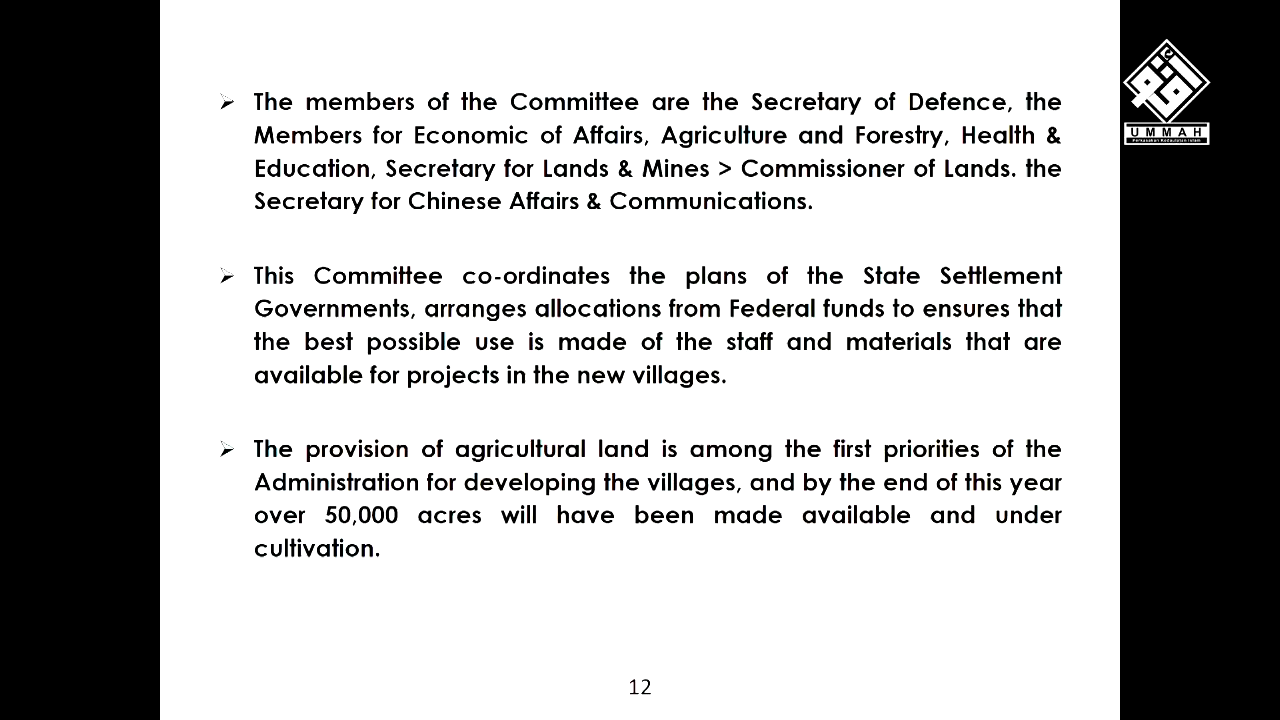 The members of the Committee are the Secretary of Defence, the
Members for Economic of Affairs, Agriculture and Forestry, Health &
Education, Secretary for Lands & Mines > Commissioner of Lands. the
Secretary for Chinese Affairs & Communications.
This Committee co-ordinates the plans of the State Settlement
Governments, arranges allocations from Federal funds to ensures that
the best possible use is made of the staff and materials that are
available for projects in the new villages.
The provision of agricultural land is among the first priorities of the
Administration for developing the villages, and by the end of this year
over 50,000 acres will have been made available and under
cultivation.
12
UMMAH